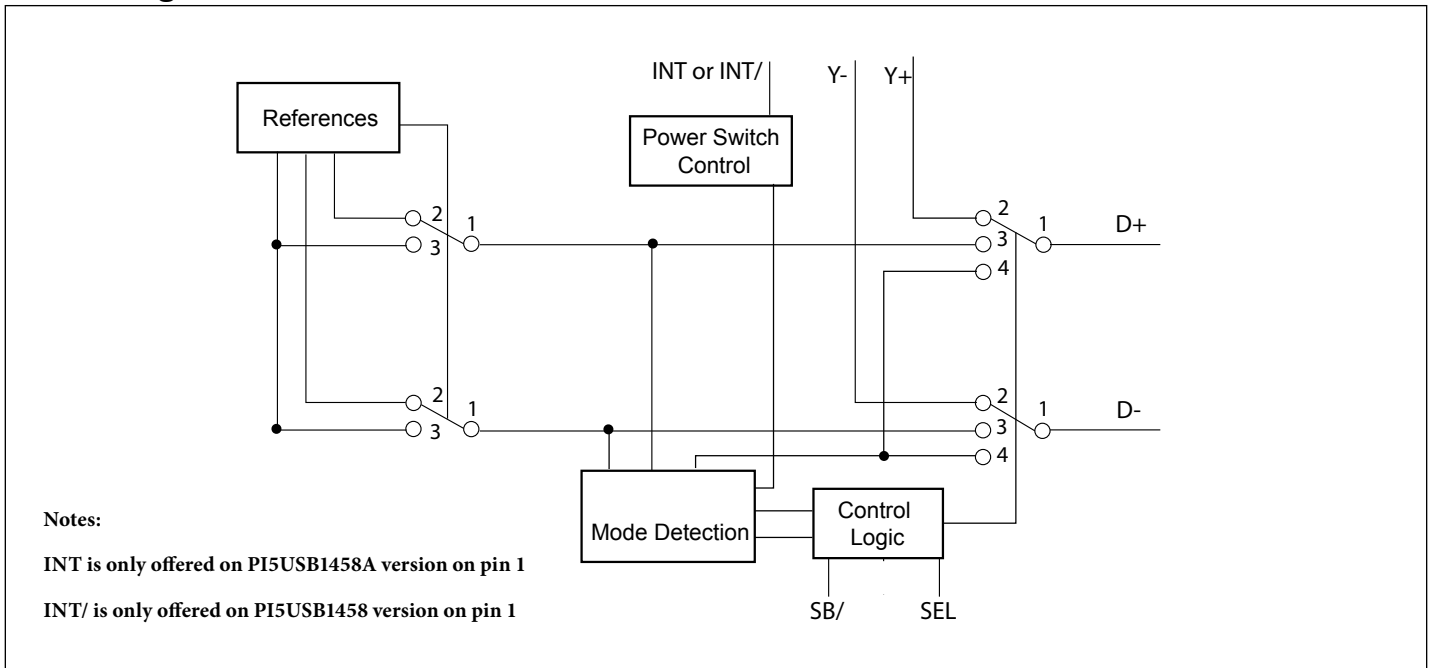 INT or INT/
Y-
Y+
References
Power Switch
Control
2
1
3
2
1
D+
3
4
2
1
3
2
1
D-
3
4
Mode Detection
Control
Logic
SB/
SEL
Notes:
INT is only offered on PI5USB1458A version on pin 1
INT/ is only offered on PI5USB1458 version on pin 1